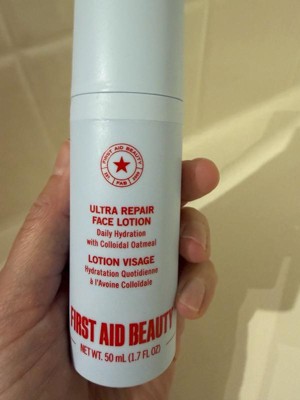 FIRST AID BEAUTY
FAB
ULTRA REPAIR
FACE LOTION
Daily Hydration
with Colloidal Oatmeal
LOTION VISAGE
Hydratation Quotidienne
à l'Avoine Colloïdale
FIRST AID BEAUTY
NET WT. 50 mL (1.7 FL OZ)